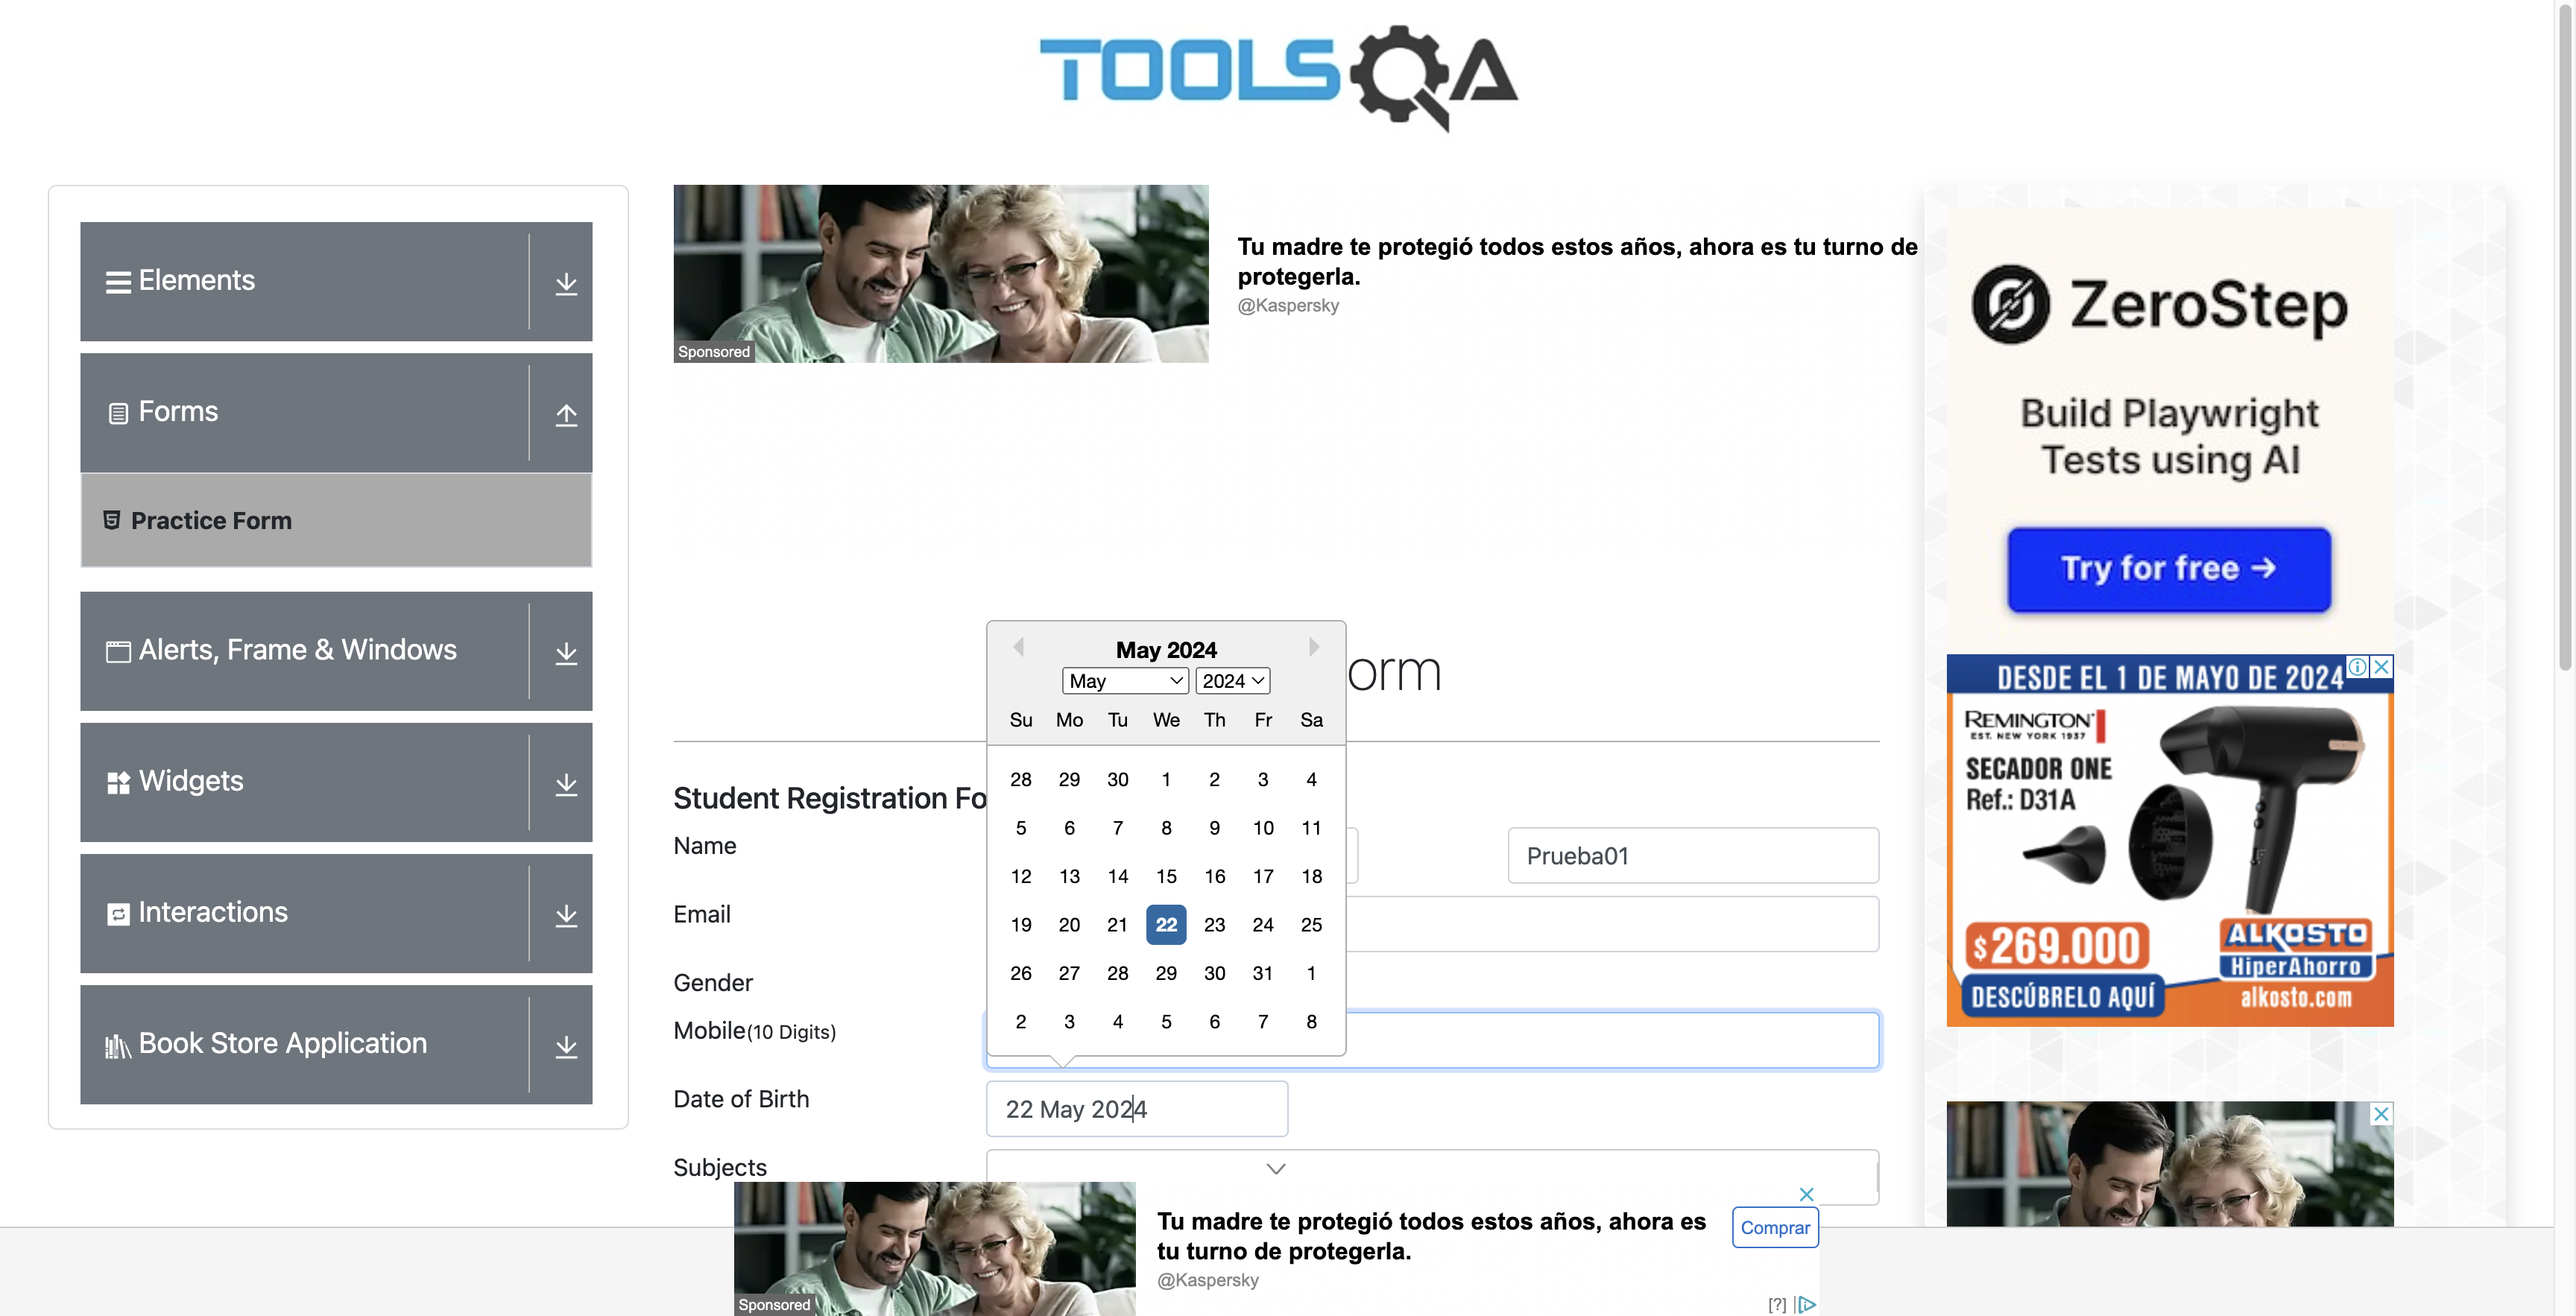 TOOLSQA
Elements
Forms
Practice Form
Alerts, Frame & Windows
Widgets
Interactions
Book Store Application
Sponsored
Tu madre te protegió todos estos años, ahora es tu turno de
protegerla.
@Kaspersky
orm
Student Registration Fo
Name
Prueba01
Email
Gender
Mobile(10 Digits)
Date of Birth
22 May 2024
Subjects
May 2024
May 2024
Su Mo Tu We Th Fr Sa
28 29 30 1 2 3 4
5 6 7 8 9 10 11
12 13 14 15 16 17 18
19 20 21 22 23 24 25
26 27 28 29 30 31 1
2 3 4 5 6 7 8
Sponsored
Tu madre te protegió todos estos años, ahora es
tu turno de protegerla.
@Kaspersky
Comprar
[?]
ZeroStep
Build Playwright
Tests using AI
Try for free →
DESDE EL 1 DE MAYO DE 2024
REMINGTON
EST. NEW YORK 1937
SECADOR ONE
Ref.: D31A
$269.000
DESCÚBRELO AQUÍ
ALKOSTO
HiperAhorro
alkosto.com